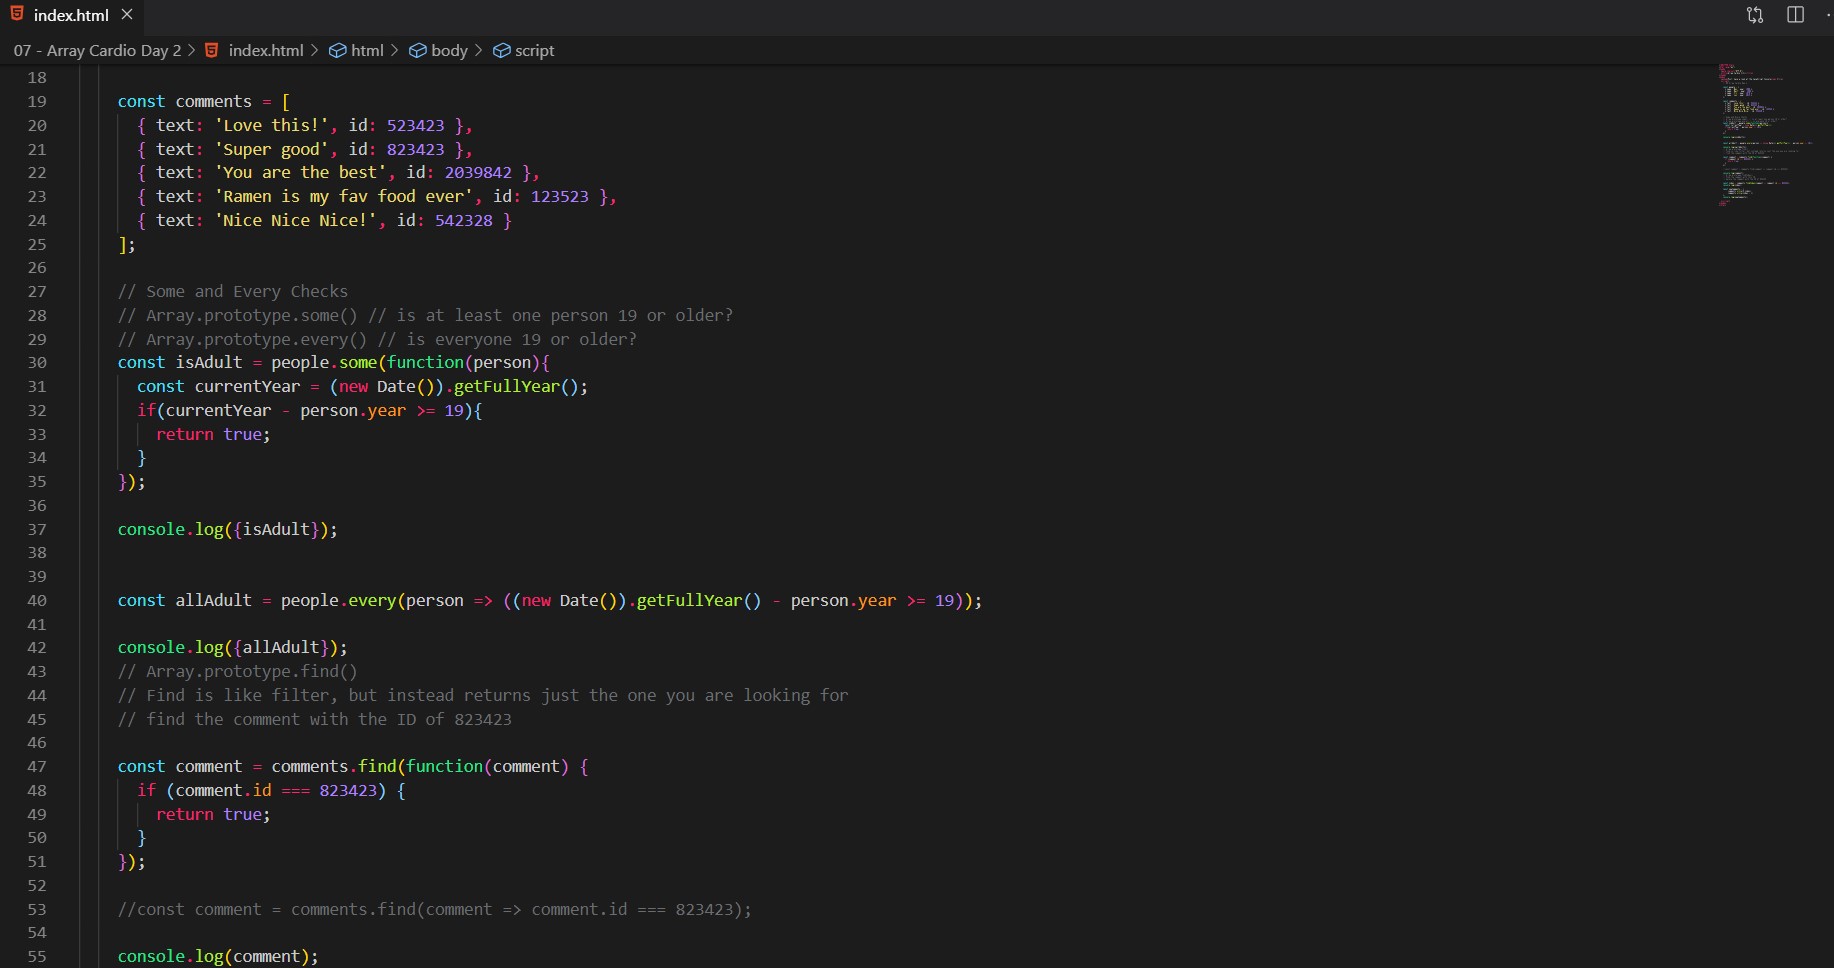 index.html
07 - Array Cardio Day 2 > index.html > html > body > script
18
19 const comments = [
20 { text: 'Love this!', id: 523423 },
21 { text: 'Super good', id: 823423 },
22 { text: 'You are the best', id: 2039842 },
23 { text: 'Ramen is my fav food ever', id: 123523 },
24 { text: 'Nice Nice Nice!', id: 542328 }
25 ];
26
27 // Some and Every Checks
28 // Array.prototype.some() // is at least one person 19 or older?
29 // Array.prototype.every() // is everyone 19 or older?
30 const isAdult = people.some(function(person){
31 const currentYear = (new Date()).getFullYear();
32 if(currentYear - person.year >= 19){
33 return true;
34 }
35 });
36
37 console.log({isAdult});
38
39
40 const allAdult = people.every(person => ((new Date()).getFullYear() - person.year >= 19));
41
42 console.log({allAdult});
43 // Array.prototype.find()
44 // Find is like filter, but instead returns just the one you are looking for
45 // find the comment with the ID of 823423
46
47 const comment = comments.find(function(comment) {
48 if (comment.id === 823423) {
49 return true;
50 }
51 });
52
53 //const comment = comments.find(comment => comment.id === 823423);
54
55 console.log(comment);